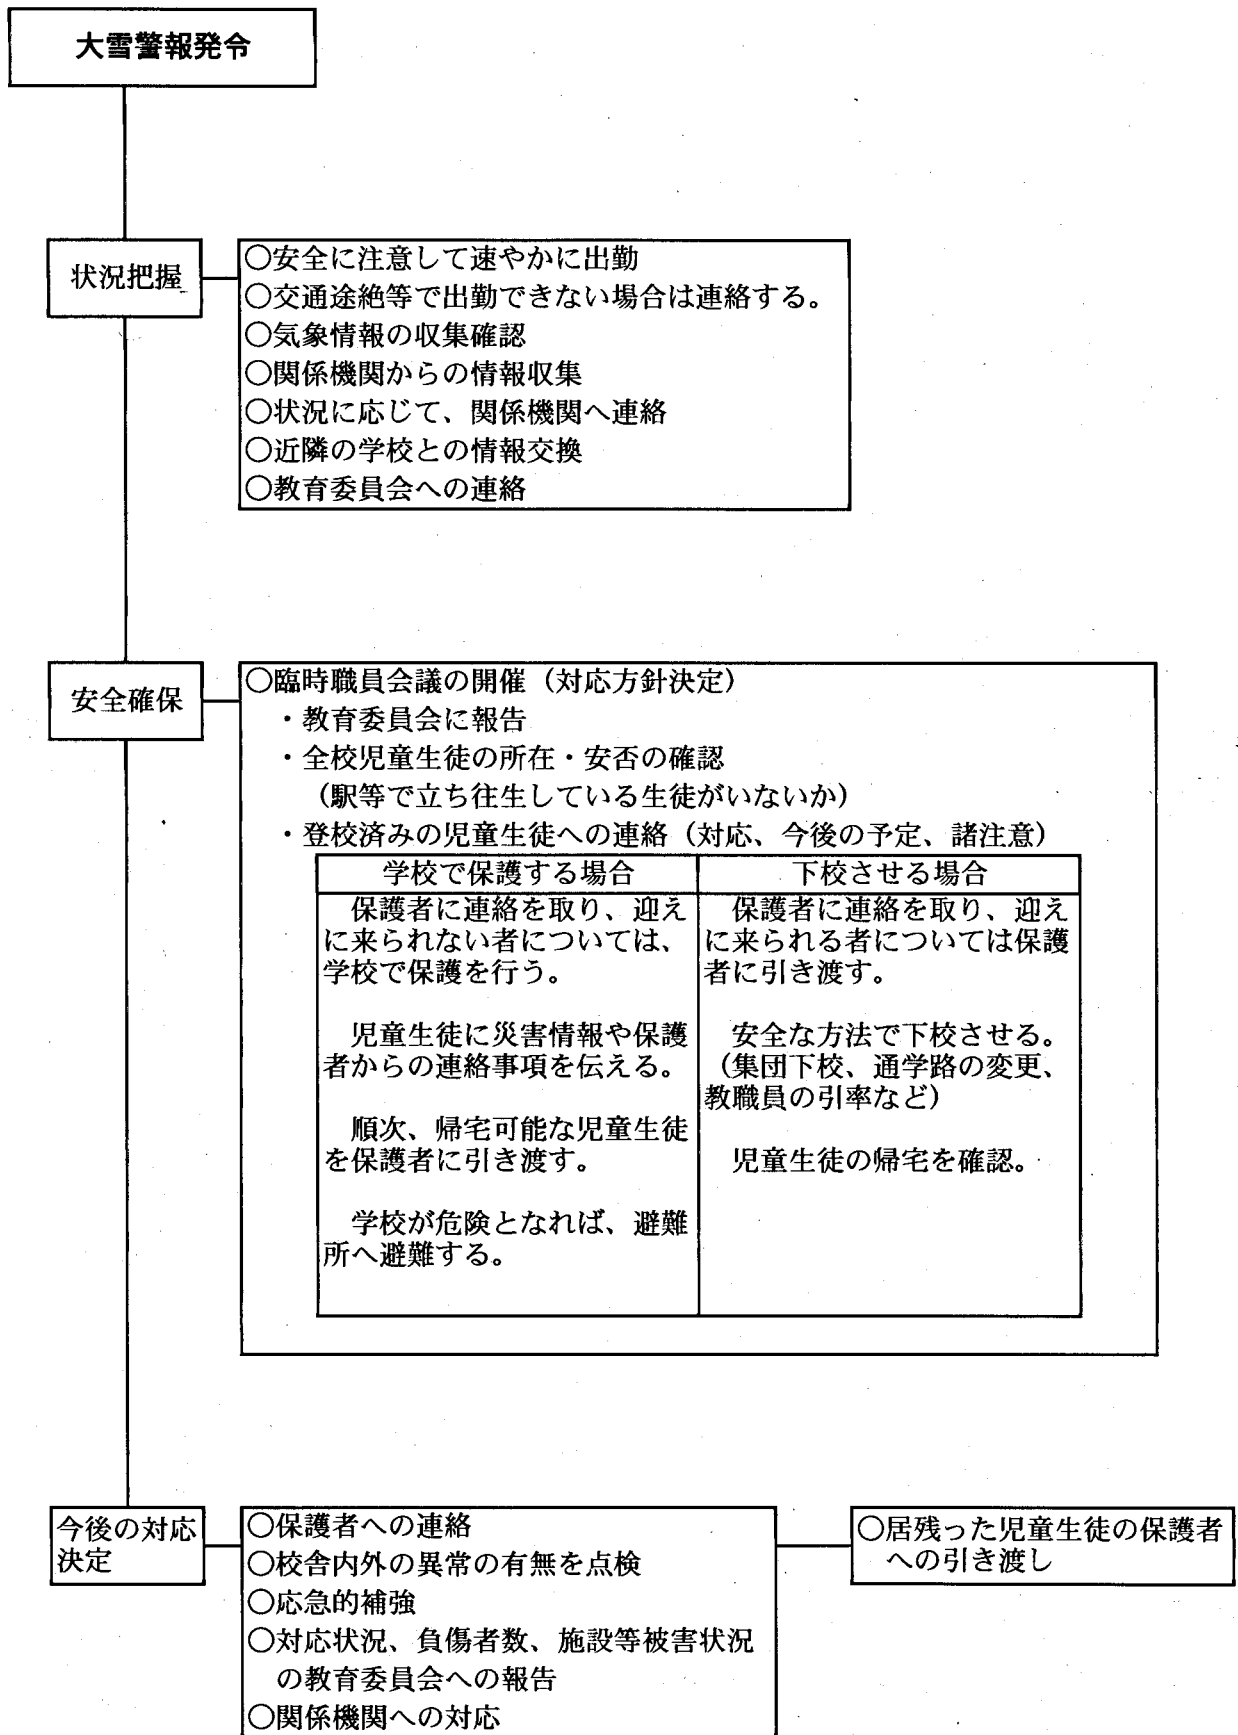 大雪警報発令
状況把握
○安全に注意して速やかに出勤
○交通途絶等で出勤できない場合は連絡する。
○気象情報の収集確認
○関係機関からの情報収集
○状況に応じて、関係機関へ連絡
○近隣の学校との情報交換
○教育委員会への連絡
安全確保
○臨時職員会議の開催（対応方針決定）
・教育委員会に報告
・全校児童生徒の所在・安否の確認
（駅等で立ち往生している生徒がいないか）
・登校済みの児童生徒への連絡（対応、今後の予定、諸注意）
学校で保護する場合
保護者に連絡を取り、迎え
に来られない者については、
学校で保護を行う。
児童生徒に災害情報や保護
者からの連絡事項を伝える。
順次、帰宅可能な児童生徒
を保護者に引き渡す。
学校が危険となれば、避難
所へ避難する。
下校させる場合
保護者に連絡を取り、迎え
に来られる者については保護
者に引き渡す。
安全な方法で下校させる。
（集団下校、通学路の変更、
教職員の引率など）
児童生徒の帰宅を確認。
今後の対応
決定
○保護者への連絡
○校舎内外の異常の有無を点検
○応急的補強
○対応状況、負傷者数、施設等被害状況
の教育委員会への報告
○関係機関への対応
○居残った児童生徒の保護者
への引き渡し